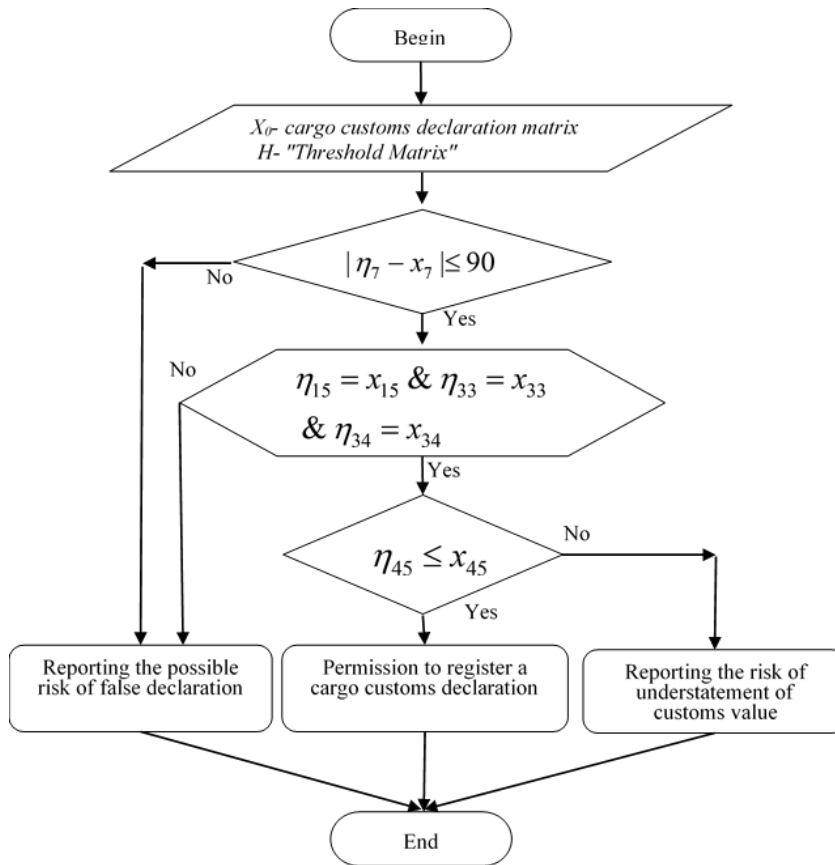 Begin
X₀- cargo customs declaration matrix
H- "Threshold Matrix"
| η₇ − x₇ | ≤ 90
No
Yes
No
η₁₅ = x₁₅ & η₃₃ = x₃₃
& η₃₄ = x₃₄
Yes
No
η₄₅ ≤ x₄₅
Yes
Reporting the possible
risk of false declaration
Permission to register a
cargo customs declaration
Reporting the risk of
understatement of
customs value
End